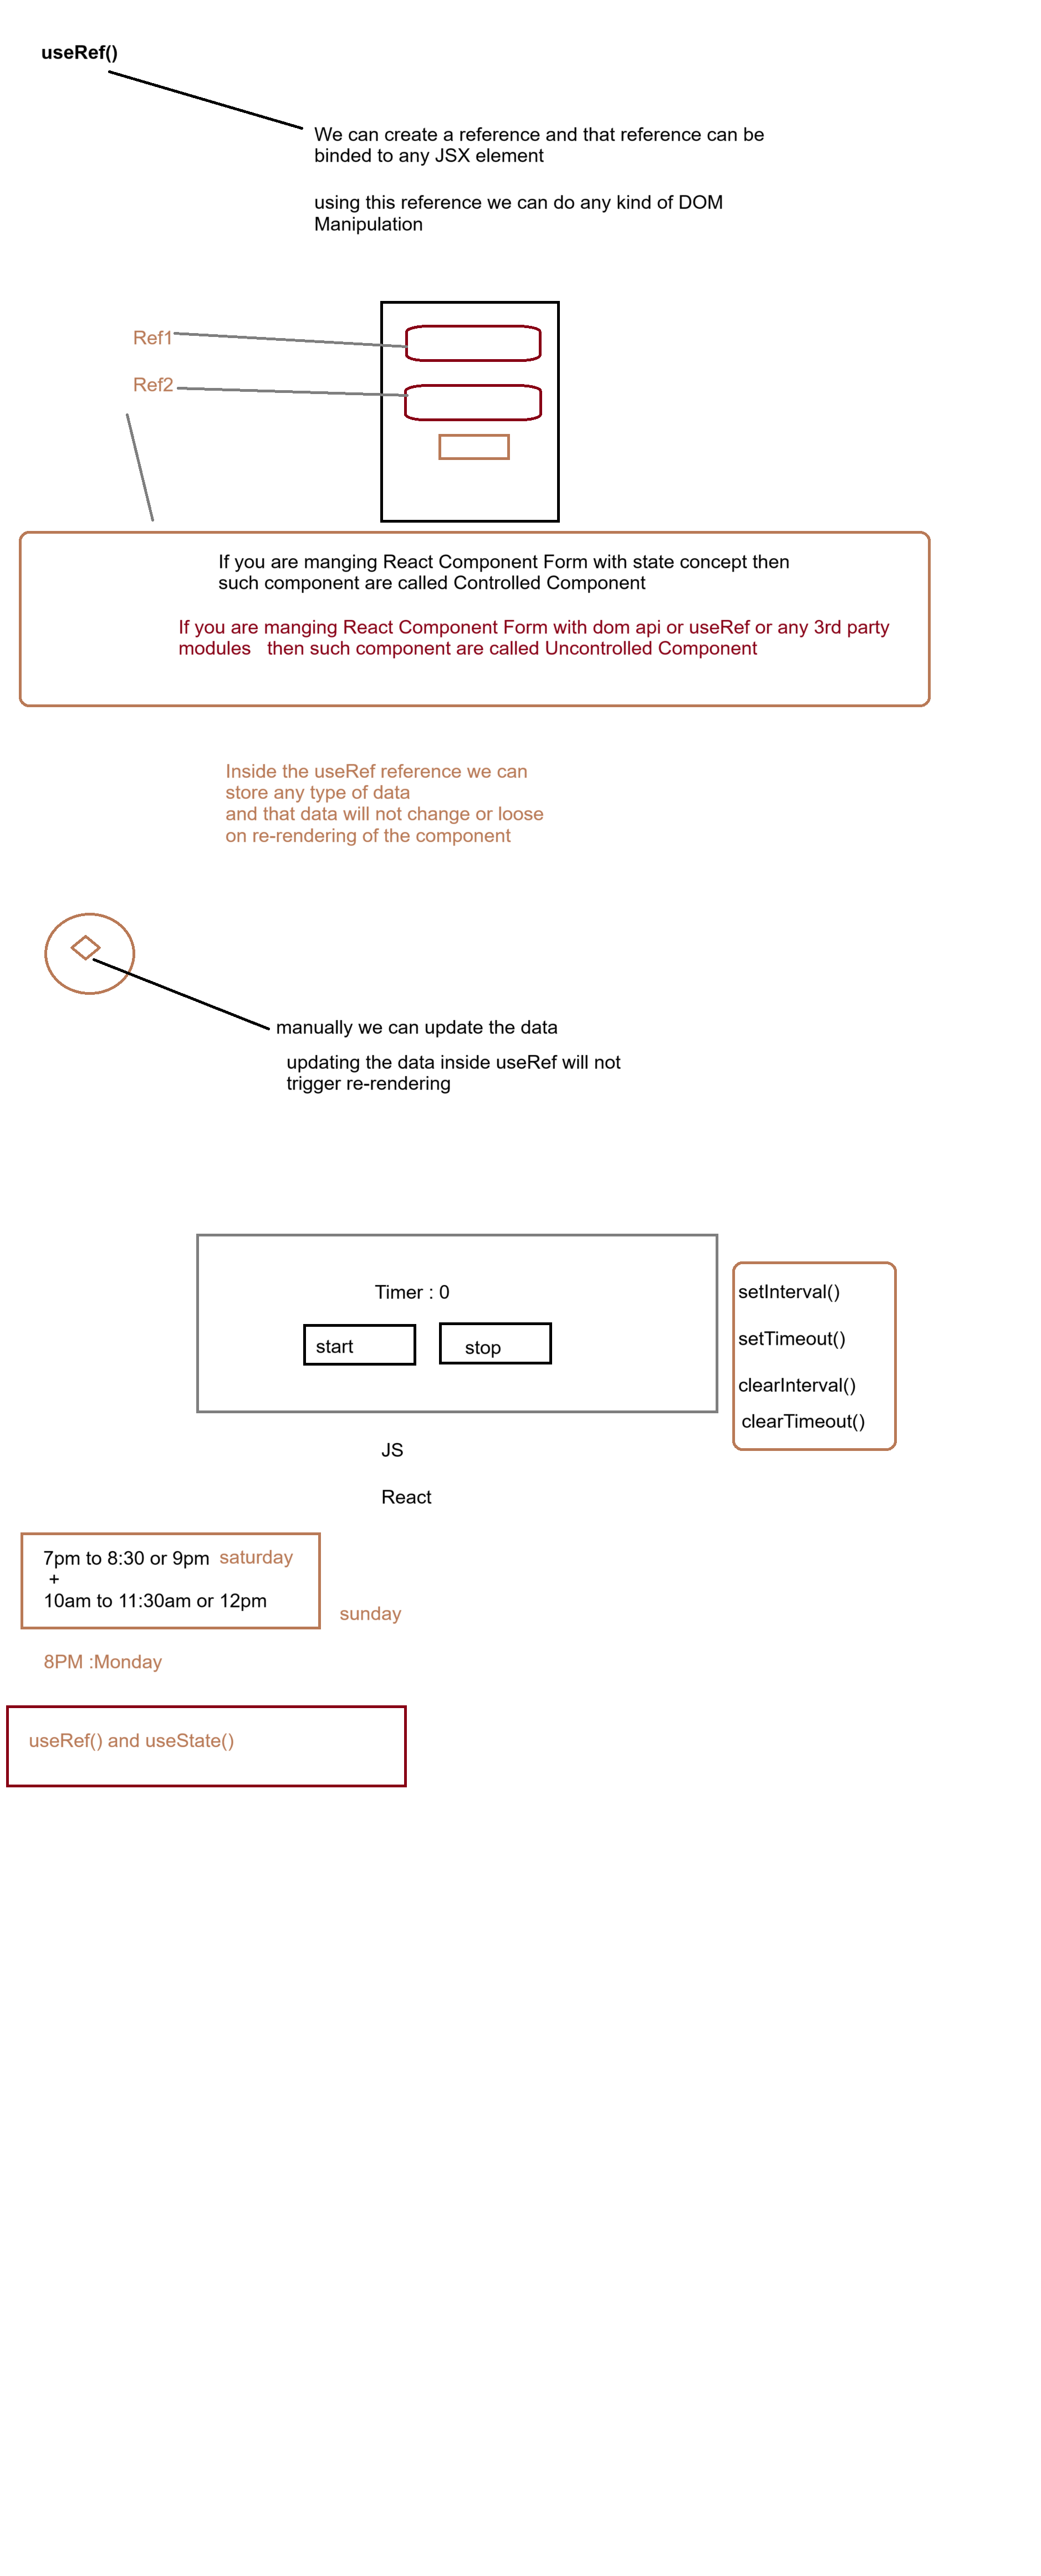 useRef()
We can create a reference and that reference can be
binded to any JSX element
using this reference we can do any kind of DOM
Manipulation
Ref1
Ref2
If you are manging React Component Form with state concept then
such component are called Controlled Component
If you are manging React Component Form with dom api or useRef or any 3rd party
modules   then such component are called Uncontrolled Component
Inside the useRef reference we can
store any type of data
and that data will not change or loose
on re-rendering of the component
manually we can update the data
updating the data inside useRef will not
trigger re-rendering
Timer : 0
start
stop
setInterval()
setTimeout()
clearInterval()
clearTimeout()
JS
React
7pm to 8:30 or 9pm saturday
+
10am to 11:30am or 12pm
sunday
8PM :Monday
useRef() and useState()